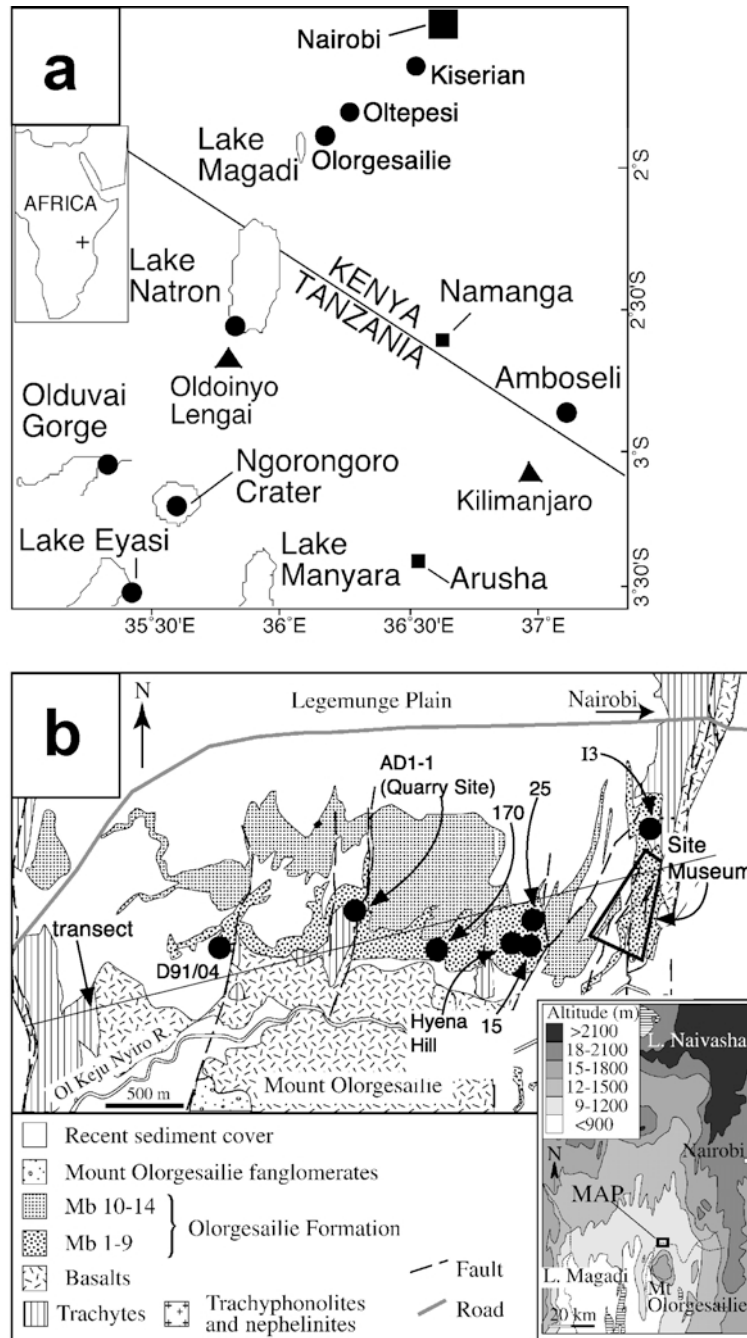 a
Nairobi
Kiserian
Oltepesi
Lake
Magadi
Olorgesailie
2°S
AFRICA
Lake
Natron
KENYA
TANZANIA
Namanga
2°30'S
Oldoinyo
Lengai
Amboseli
Olduvai
Gorge
3°S
Ngorongoro
Crater
Kilimanjaro
Lake Eyasi
Lake
Manyara
Arusha
3°30'S
35°30'E
36°E
36°30'E
37°E
b
N
Legemunge Plain
Nairobi
AD1-1
(Quarry Site)
25
170
I3
Site
Museum
transect
D91/04
Hyena
Hill
15
Ol Keju Nyiro R.
500 m
Mount Olorgesailie
Recent sediment cover
Mount Olorgesailie fanglomerates
Mb 10-14
Mb 1-9
Olorgesailie Formation
Basalts
Trachytes
Trachyphonolites
and nephelinites
Fault
Road
Altitude (m)
>2100
18-2100
15-1800
12-1500
9-1200
<900
L. Naivasha
N
Nairobi
MAP
L. Magadi
Mt
Olorgesailie
20 km